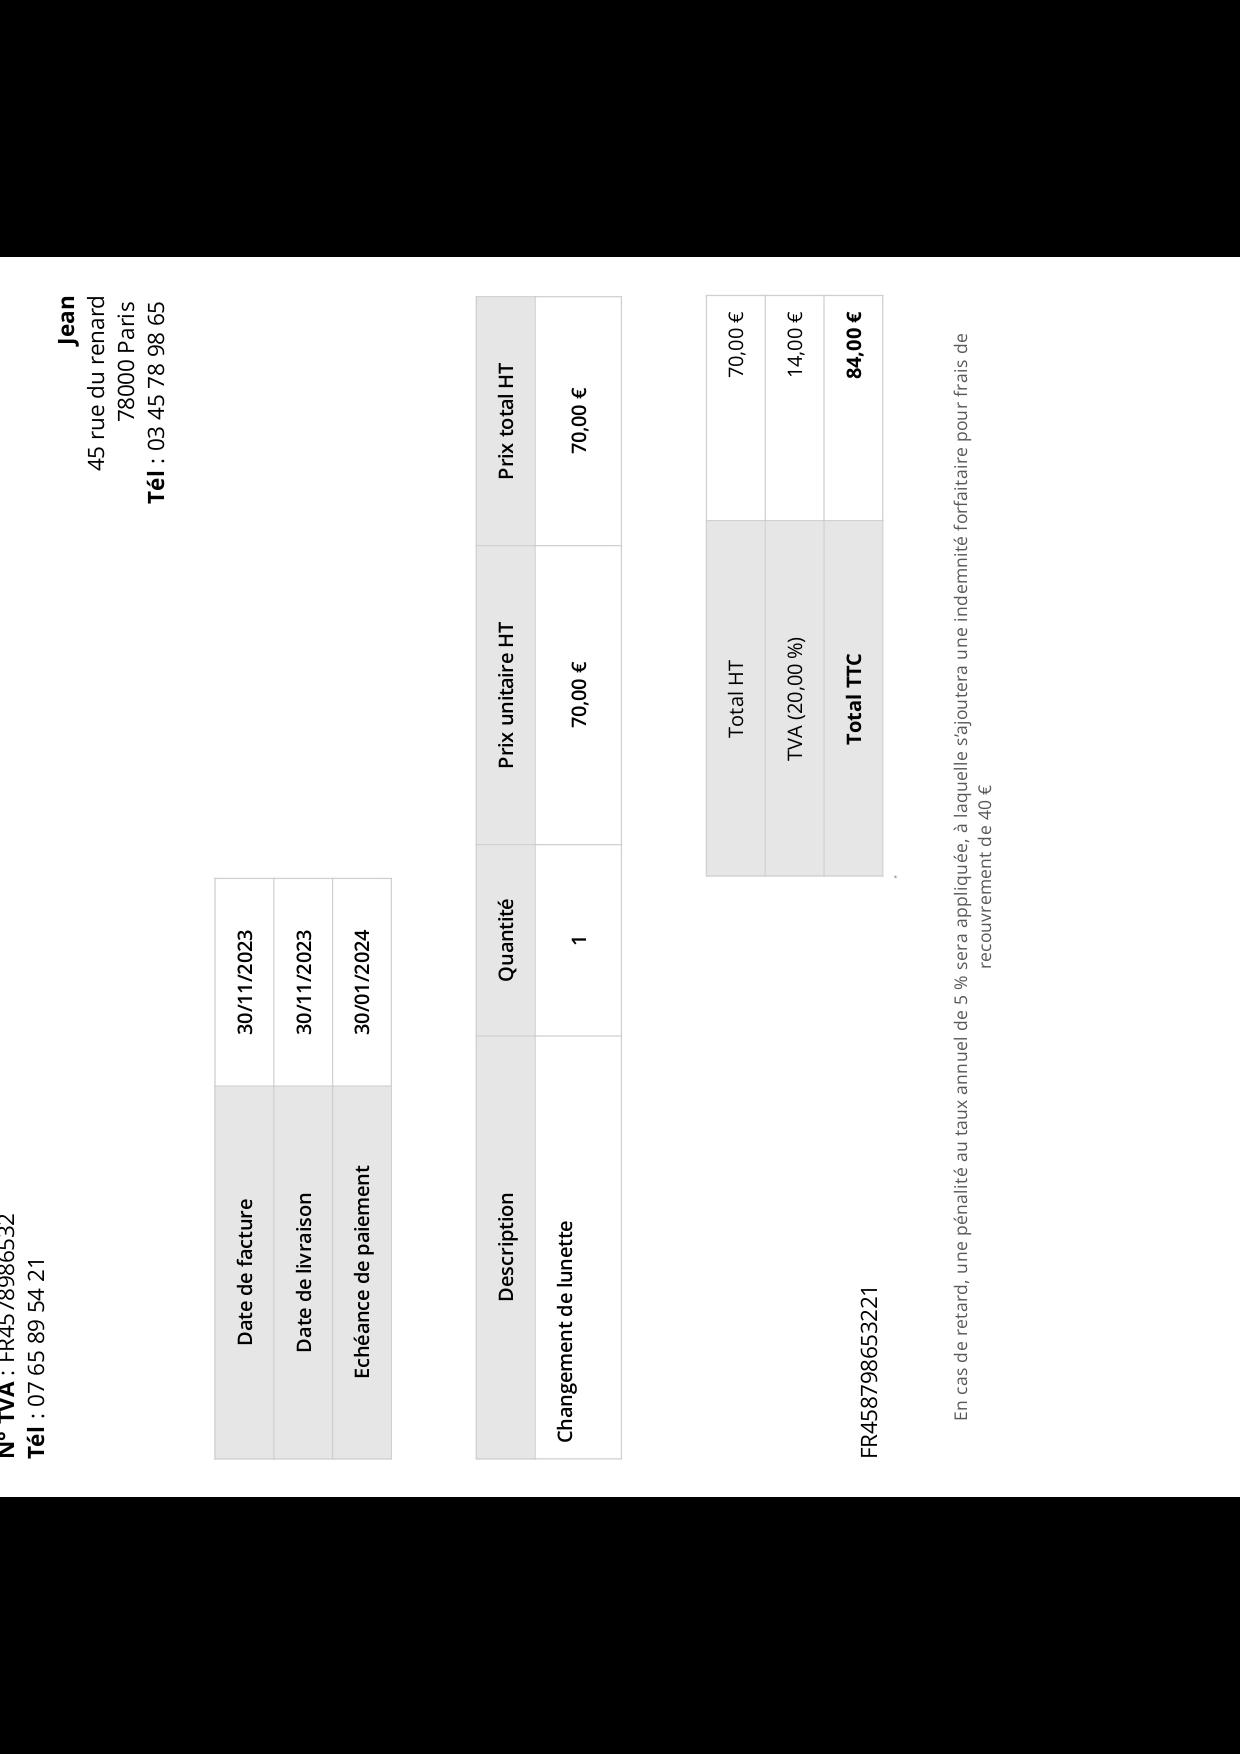 N° TVA : FR4578986532
Tél : 07 65 89 54 21
Jean
45 rue du renard
78000 Paris
Tél : 03 45 78 98 65
Date de facture 30/11/2023
Date de livraison 30/11/2023
Echéance de paiement 30/01/2024
Description Quantité Prix unitaire HT Prix total HT
Changement de lunette 1 70,00 € 70,00 €
Total HT 70,00 €
TVA (20,00 %) 14,00 €
Total TTC 84,00 €
FR458798653221
En cas de retard, une pénalité au taux annuel de 5 % sera appliquée, à laquelle s'ajoutera une indemnité forfaitaire pour frais de
recouvrement de 40 €